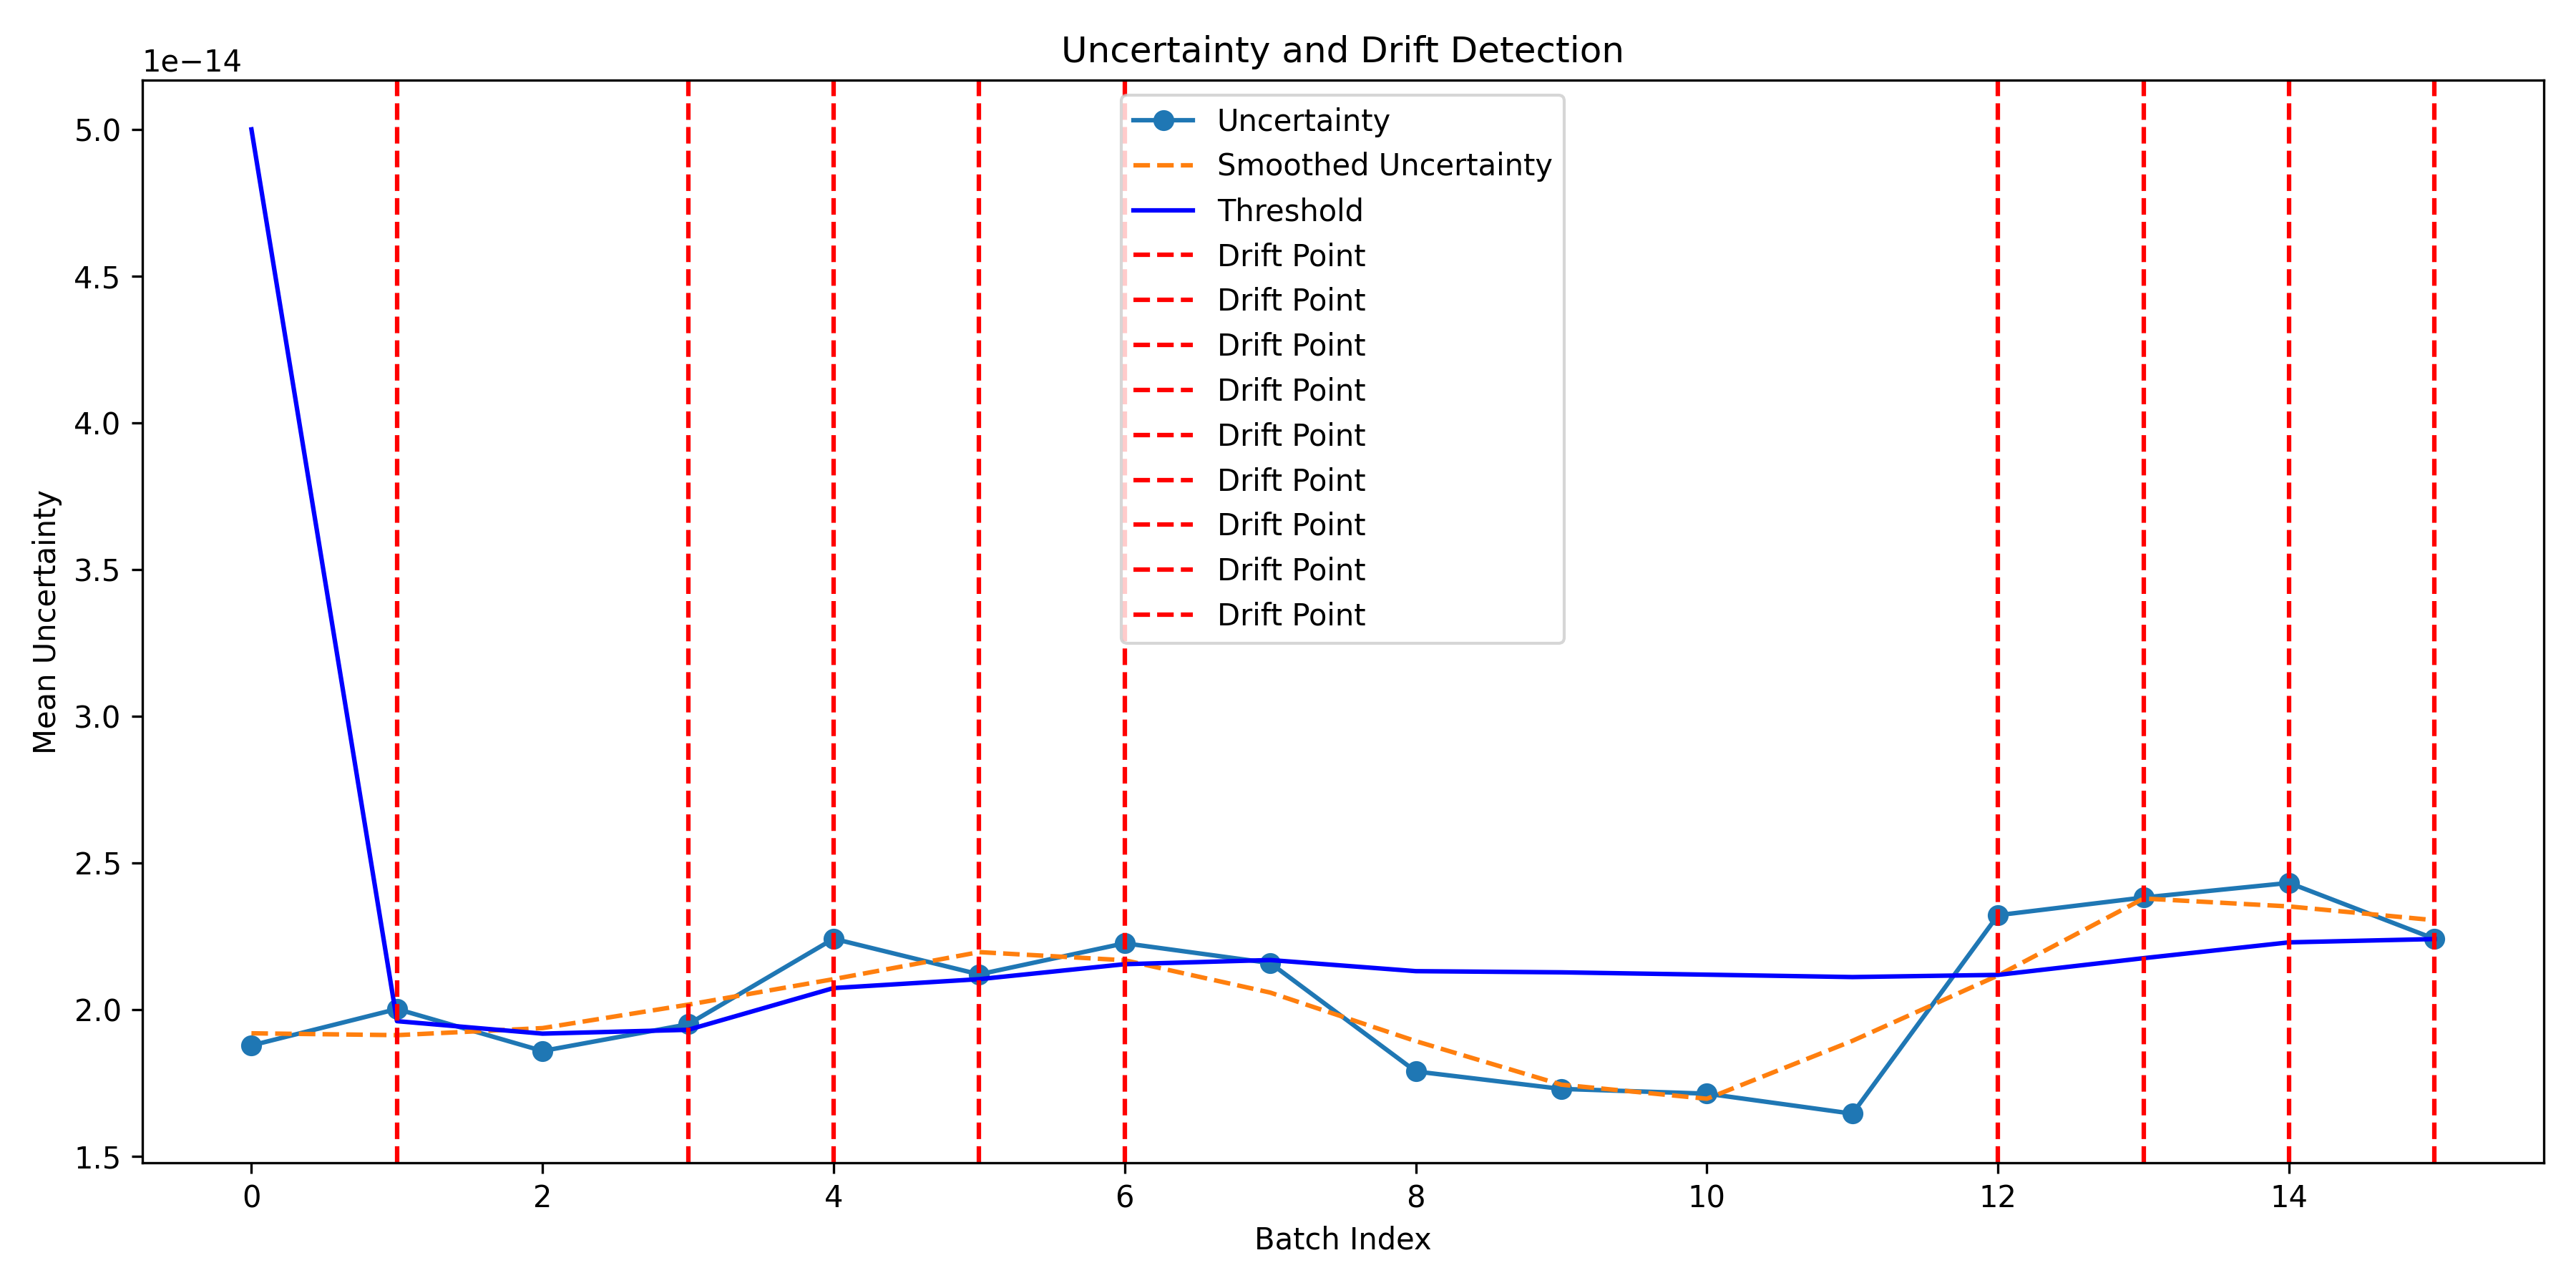 Uncertainty and Drift Detection
1e−14
5.0
4.5
4.0
3.5
3.0
2.5
2.0
1.5
Mean Uncertainty
Uncertainty
Smoothed Uncertainty
Threshold
Drift Point
Drift Point
Drift Point
Drift Point
Drift Point
Drift Point
Drift Point
Drift Point
Drift Point
0 2 4 6 8 10 12 14
Batch Index